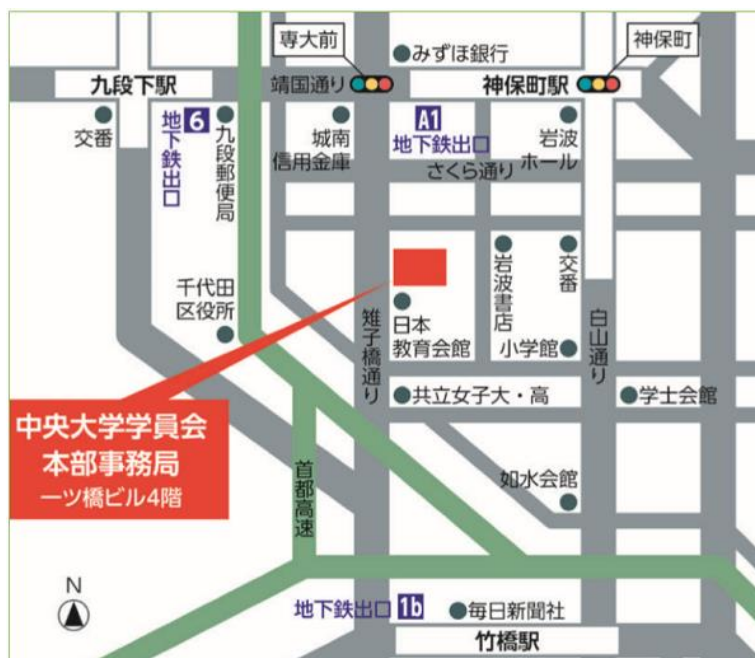 専大前
神保町
みずほ銀行
九段下駅
靖国通り
神保町駅
交番
地下鉄出口
6
九段郵便局
城南
信用金庫
A1
地下鉄出口
岩波
ホール
さくら通り
千代田
区役所
日本
教育会館
岩波書店
交番
小学館
雉子橋通り
白山通り
共立女子大・高
学士会館
中央大学学員会
本部事務局
一ツ橋ビル4階
首都高速
如水会館
N
地下鉄出口 1b
毎日新聞社
竹橋駅